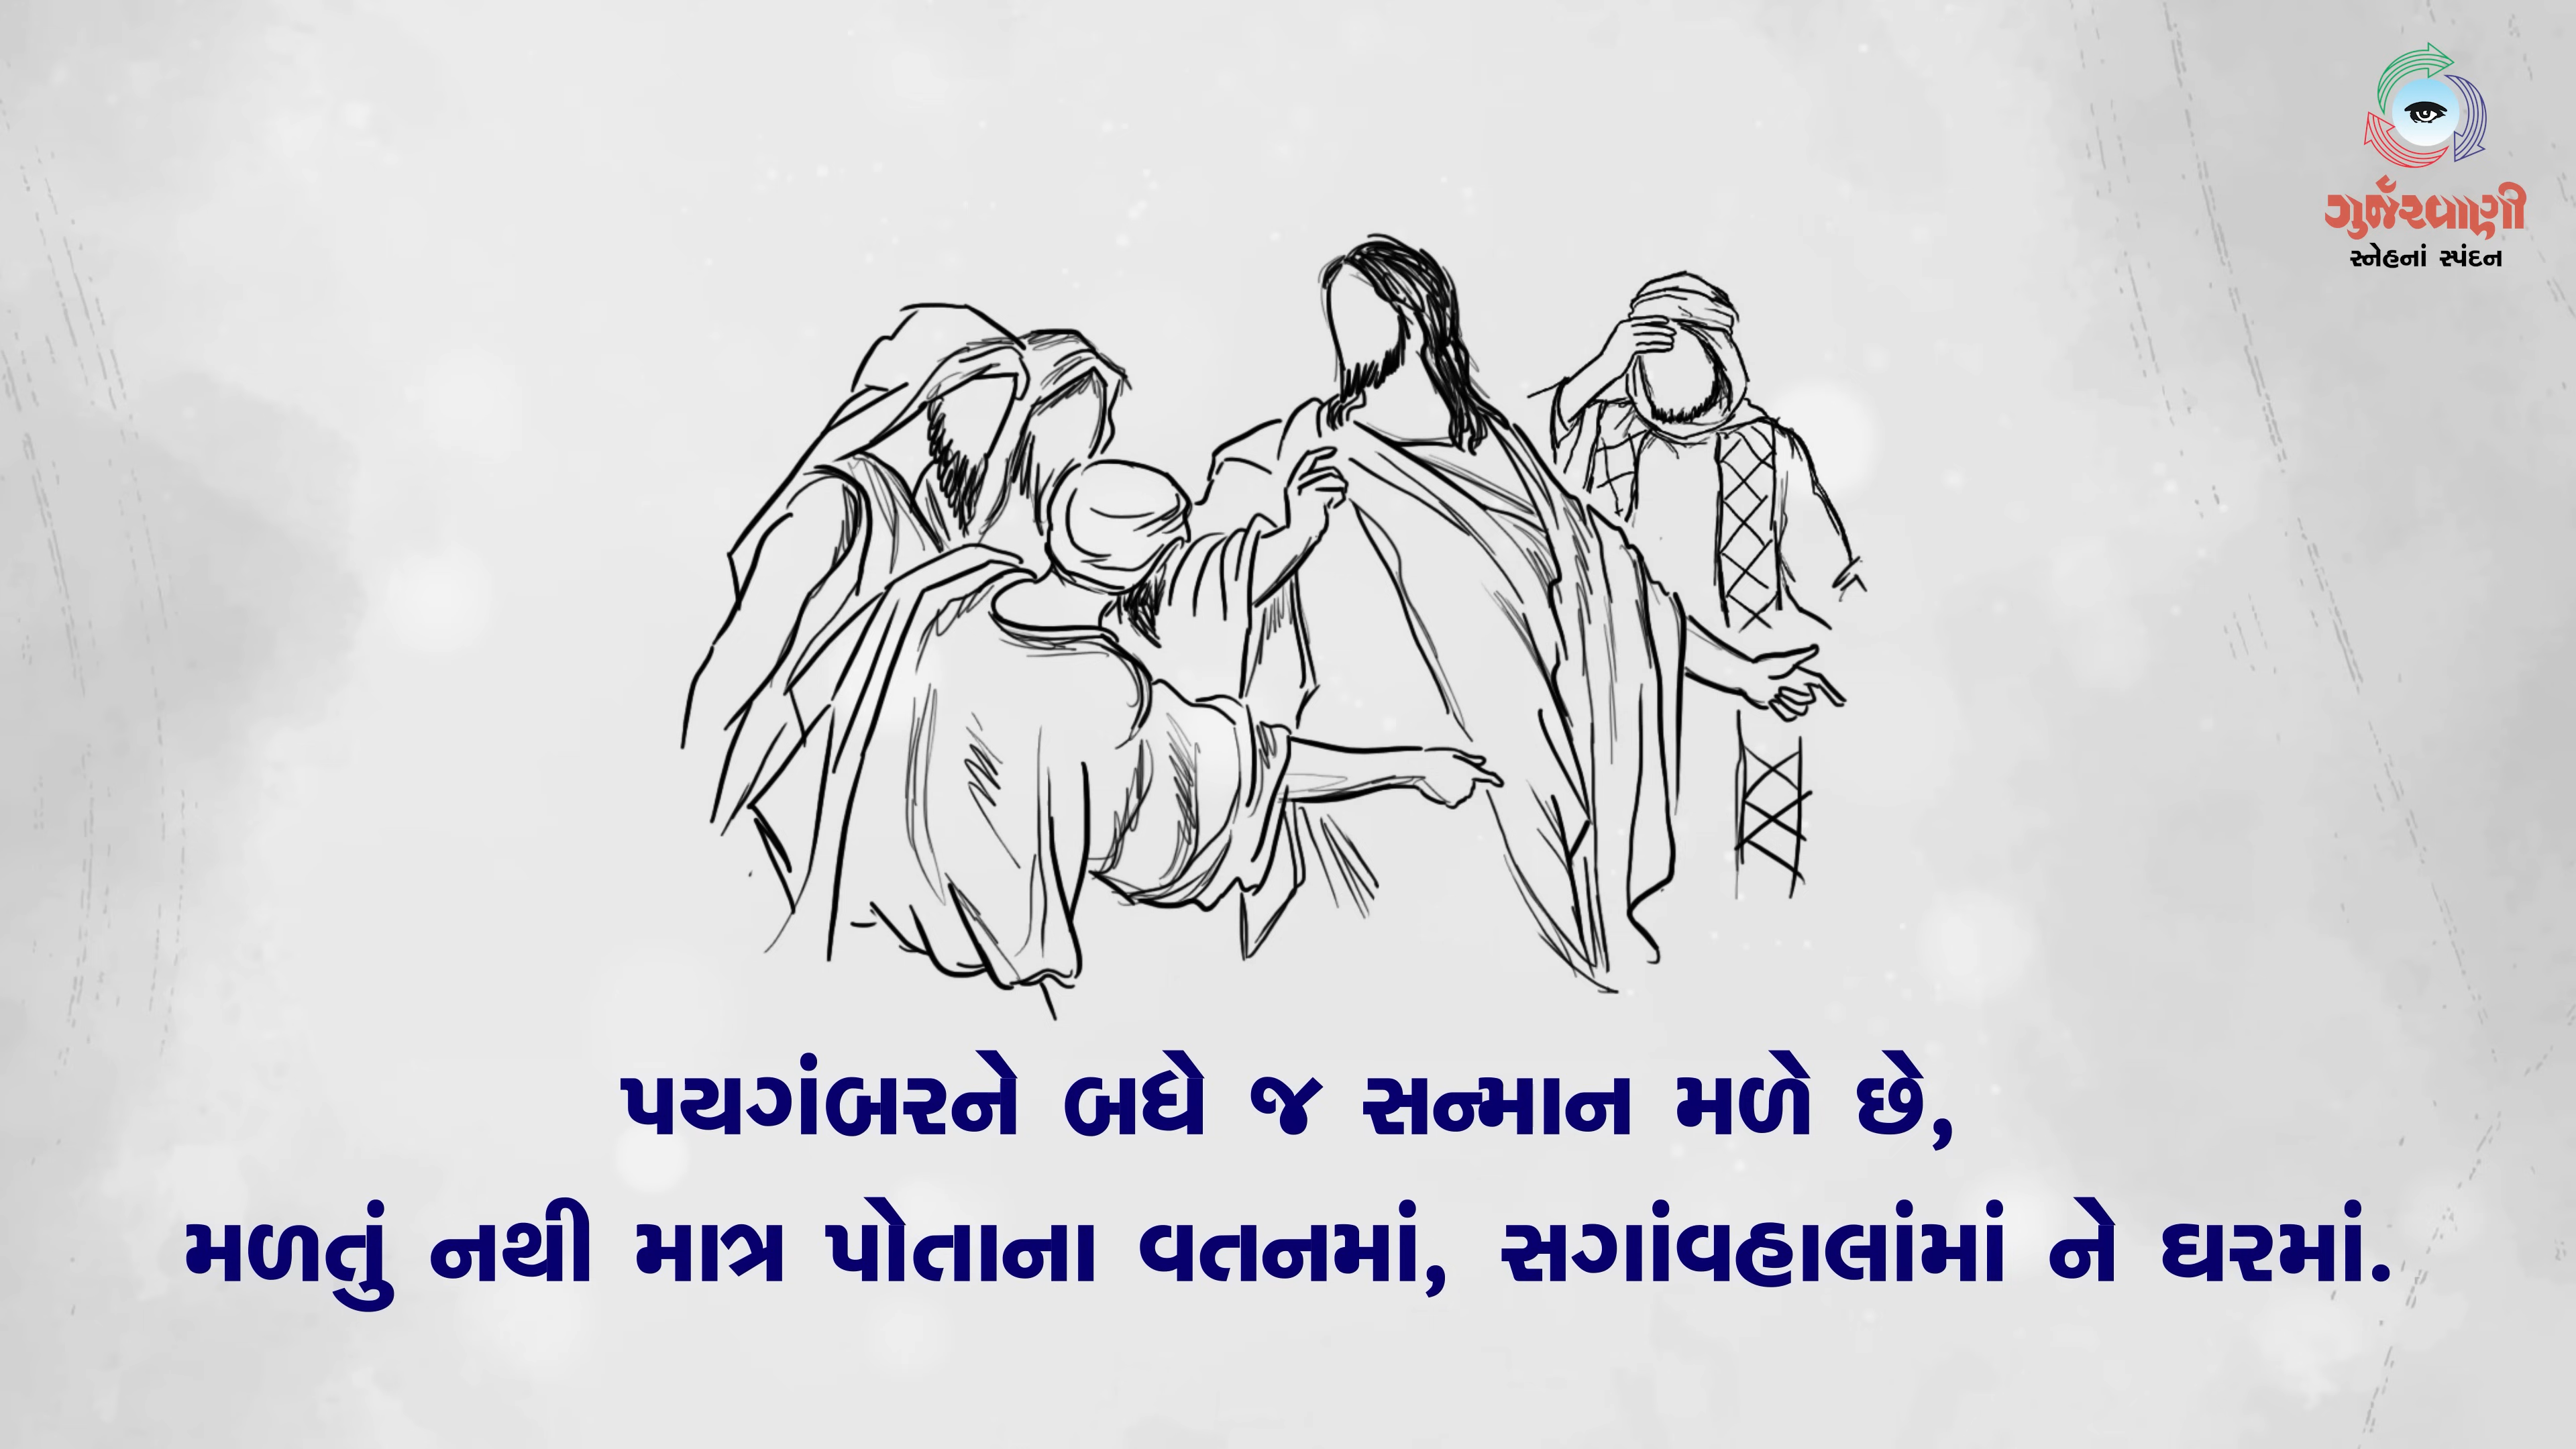 ગુર્જરવાણી
સ્નેહનાં સ્પંદન
પયગંબરને બધે જ સન્માન મળે છે,
મળતું નથી માત્ર પોતાના વતનમાં, સગાંવહાલાંમાં ને ઘરમાં.